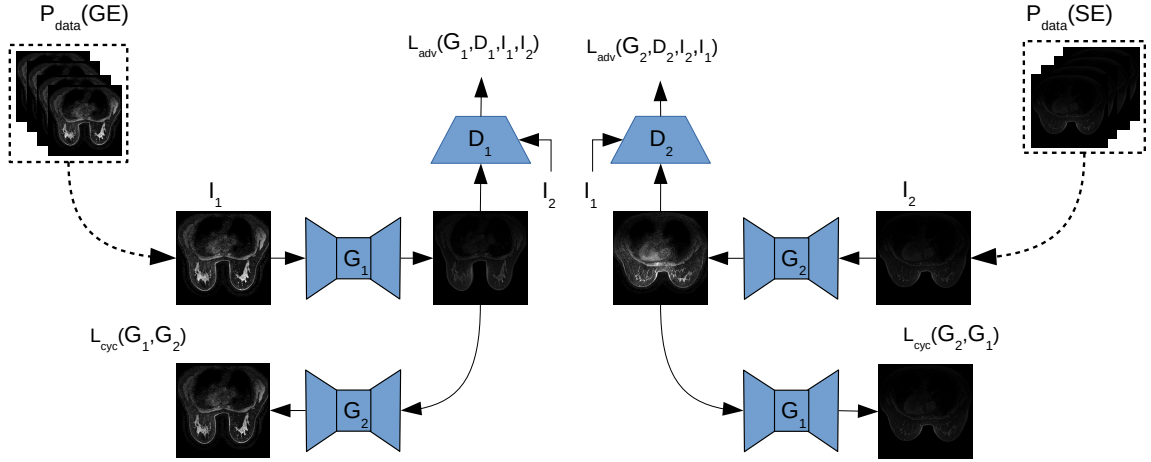 P_data(GE)
P_data(SE)
L_adv(G_1,D_1,I_1,I_2)
L_adv(G_2,D_2,I_2,I_1)
D_1
D_2
I_1
I_2
I_1
I_2
G_1
G_2
L_cyc(G_1,G_2)
L_cyc(G_2,G_1)
G_2
G_1